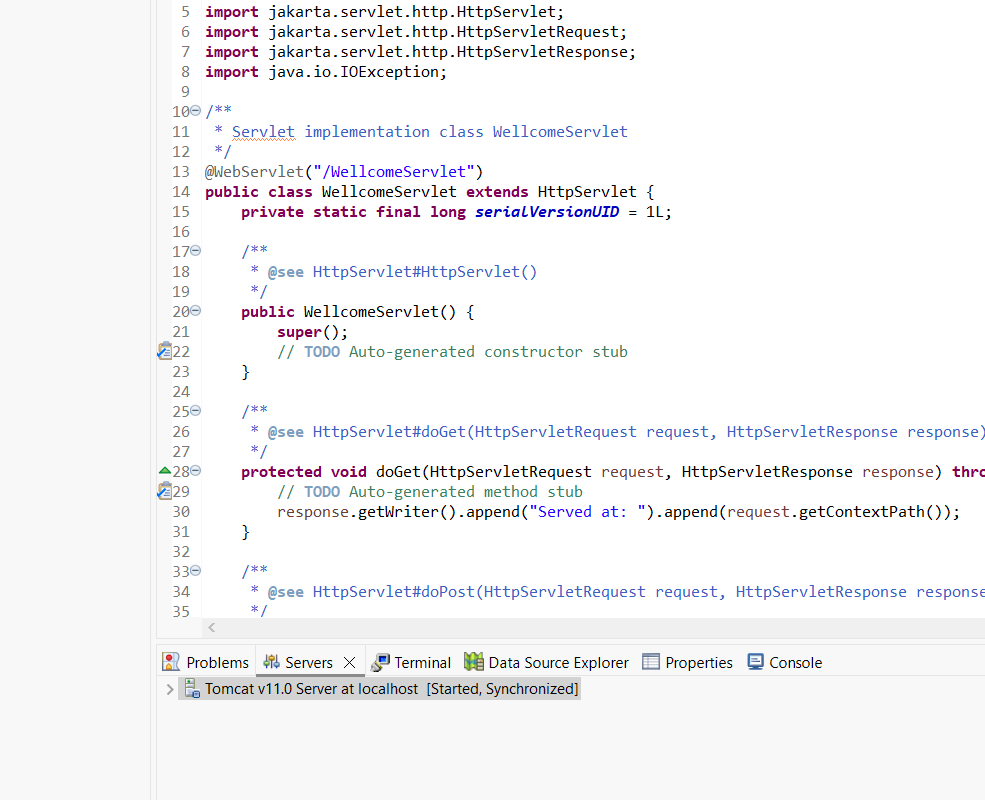 5 import jakarta.servlet.http.HttpServlet;
6 import jakarta.servlet.http.HttpServletRequest;
7 import jakarta.servlet.http.HttpServletResponse;
8 import java.io.IOException;
9
10 /**
11 * Servlet implementation class WellcomeServlet
12 */
13 @WebServlet("/WellcomeServlet")
14 public class WellcomeServlet extends HttpServlet {
15 private static final long serialVersionUID = 1L;
16
17 /**
18 * @see HttpServlet#HttpServlet()
19 */
20 public WellcomeServlet() {
21 super();
22 // TODO Auto-generated constructor stub
23 }
24
25 /**
26 * @see HttpServlet#doGet(HttpServletRequest request, HttpServletResponse response)
27 */
28 protected void doGet(HttpServletRequest request, HttpServletResponse response) thro
29 // TODO Auto-generated method stub
30 response.getWriter().append("Served at: ").append(request.getContextPath());
31 }
32
33 /**
34 * @see HttpServlet#doPost(HttpServletRequest request, HttpServletResponse response
35 */
Problems Servers Terminal Data Source Explorer Properties Console
Tomcat v11.0 Server at localhost [Started, Synchronized]